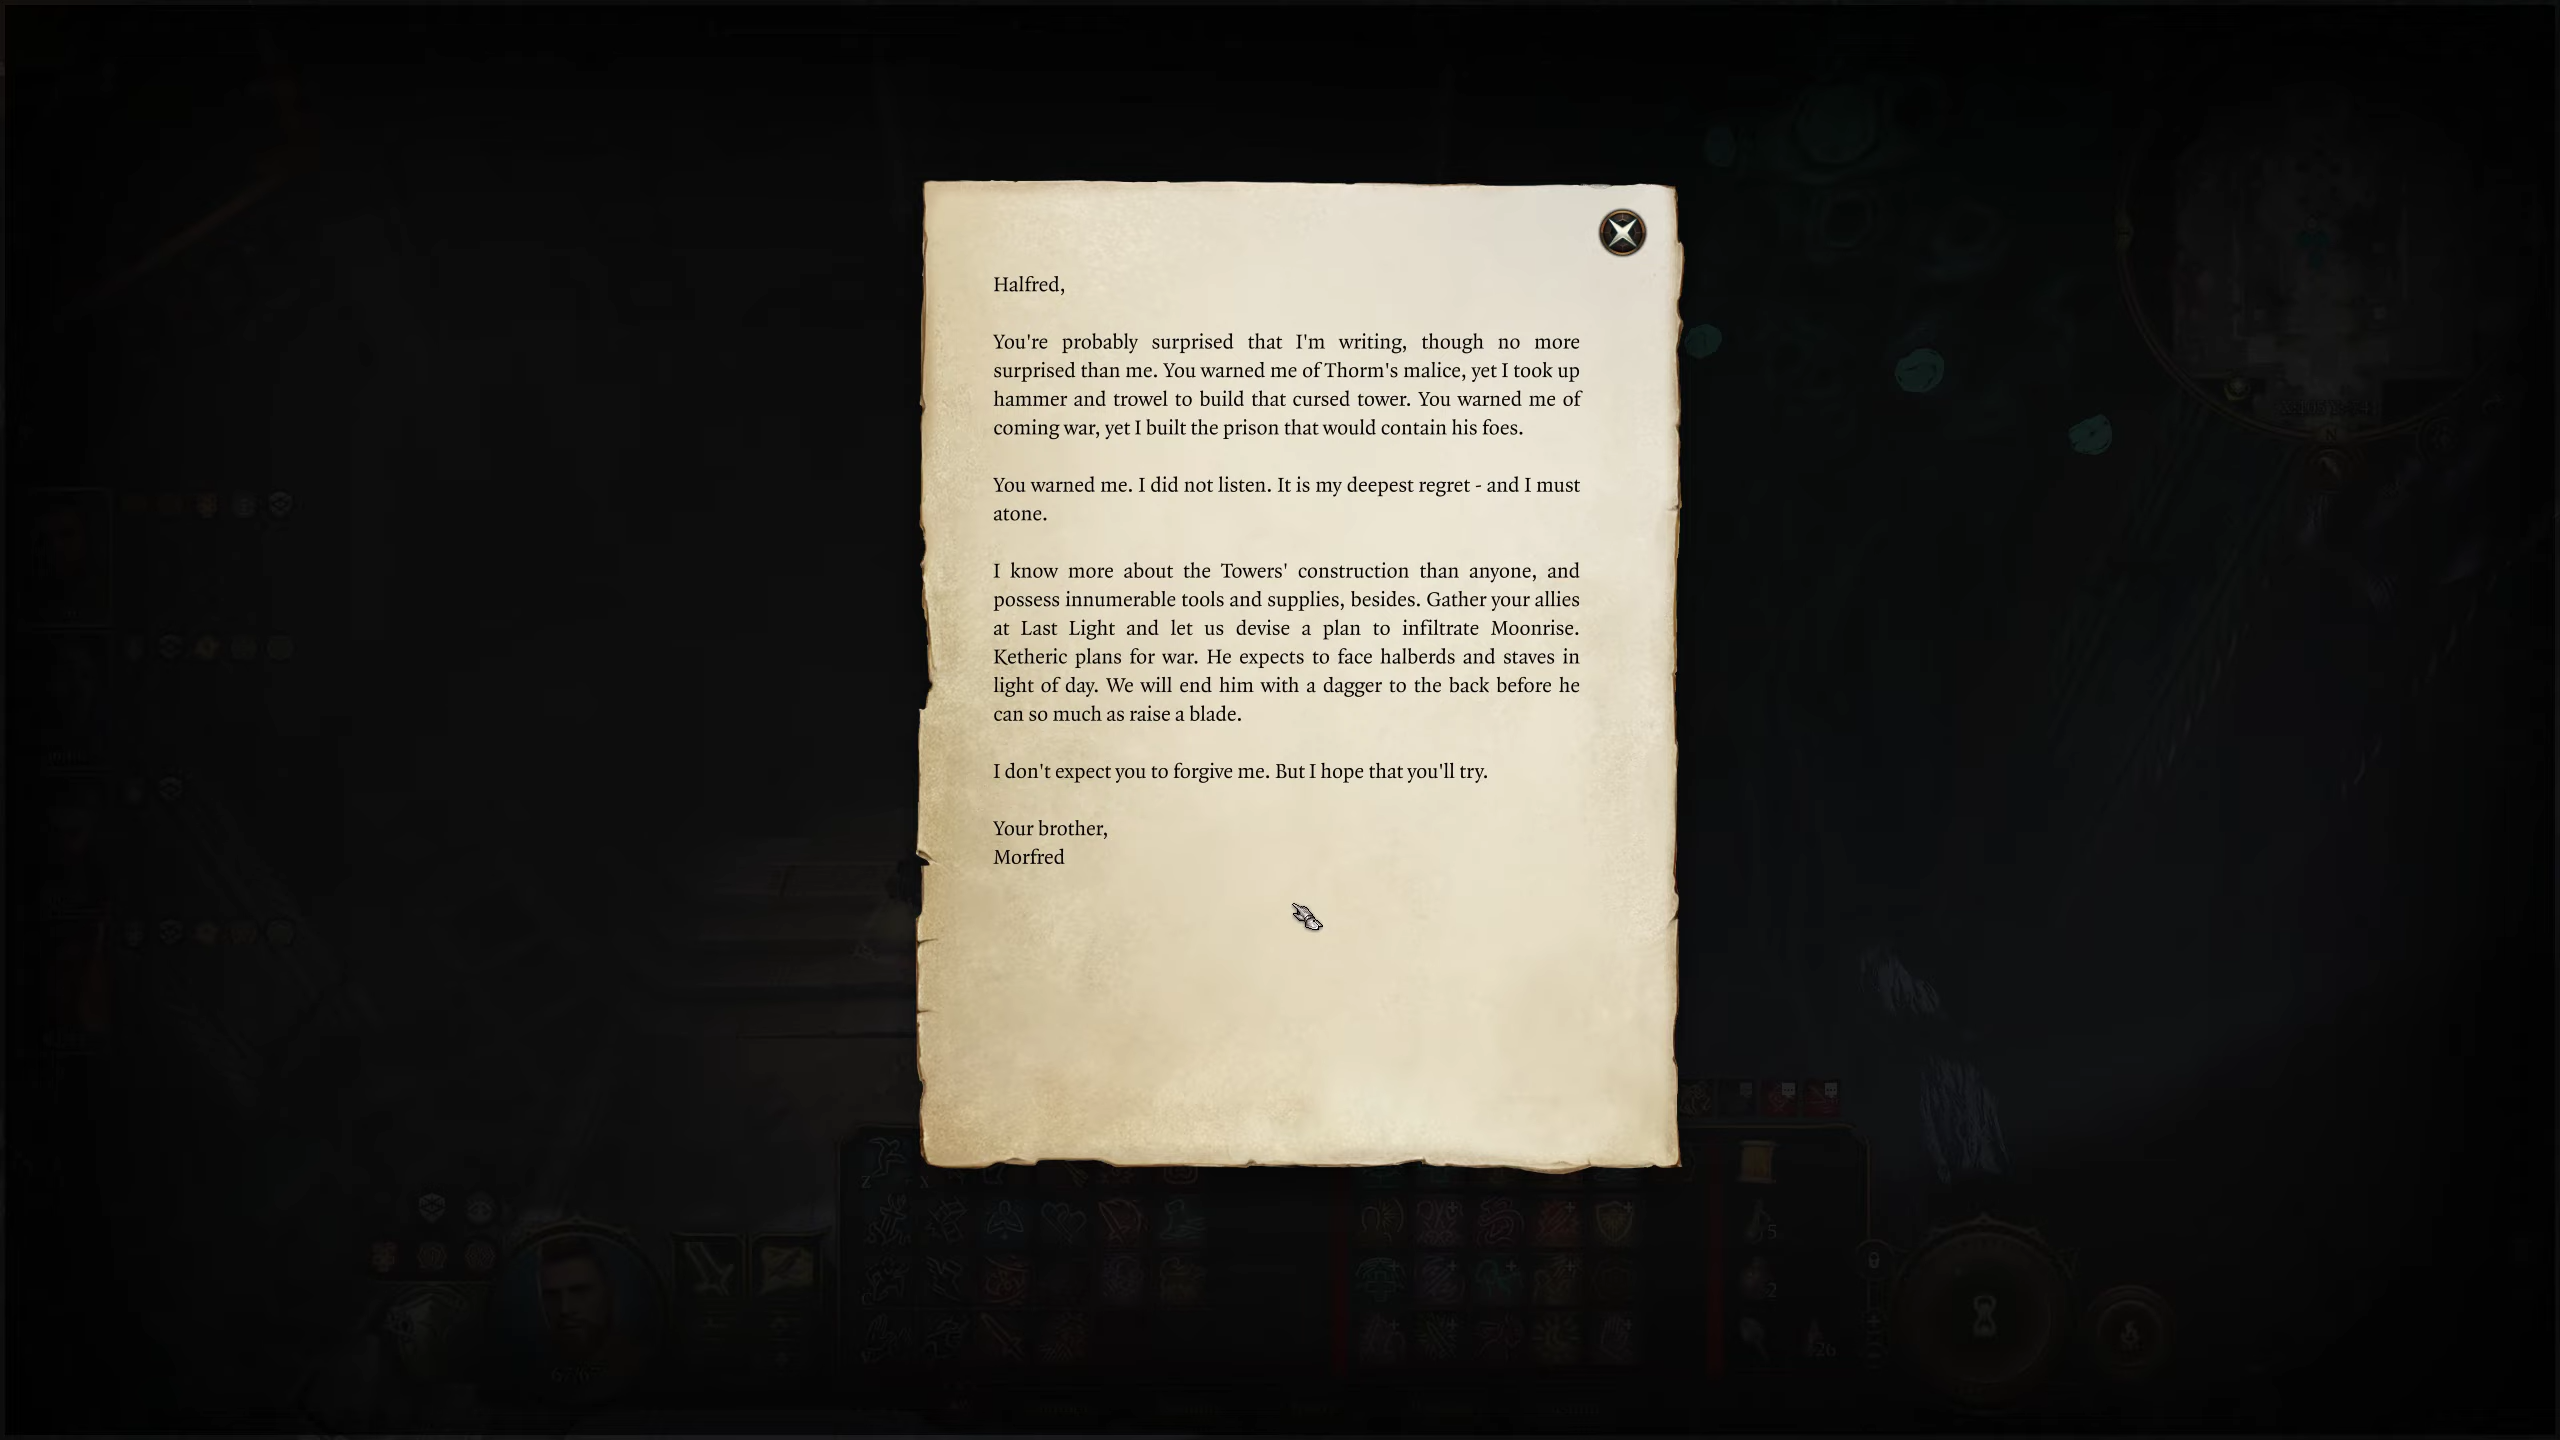 Halfred,
You're probably surprised that I'm writing, though no more
surprised than me. You warned me of Thorm's malice, yet I took up
hammer and trowel to build that cursed tower. You warned me of
coming war, yet I built the prison that would contain his foes.
You warned me. I did not listen. It is my deepest regret - and I must
atone.
I know more about the Towers' construction than anyone, and
possess innumerable tools and supplies, besides. Gather your allies
at Last Light and let us devise a plan to infiltrate Moonrise.
Ketheric plans for war. He expects to face halberds and staves in
light of day. We will end him with a dagger to the back before he
can so much as raise a blade.
I don't expect you to forgive me. But I hope that you'll try.
Your brother,
Morfred
N
Z
X
5
2
26